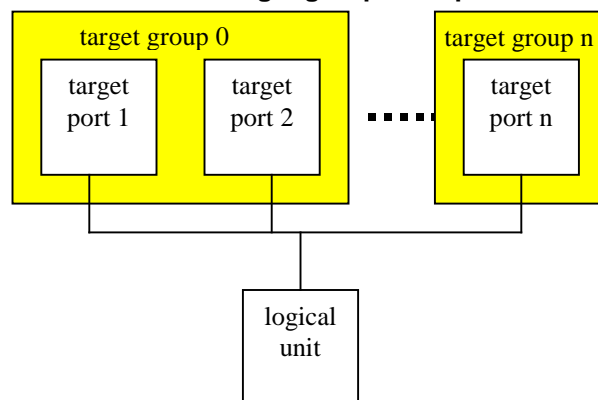 target group 0
target group n
target
port 1
target
port 2
target
port n
logical
unit